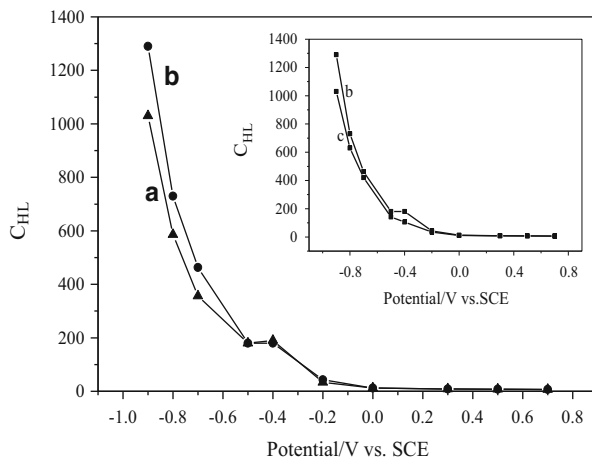 1400
1200
1000
800
600
400
200
0
C_HL
-1.0 -0.8 -0.6 -0.4 -0.2 0.0 0.2 0.4 0.6 0.8
Potential/V vs. SCE
b
a
1400
1200
1000
800
600
400
200
0
C_HL
b
c
-0.8 -0.4 0.0 0.4 0.8
Potential/V vs.SCE